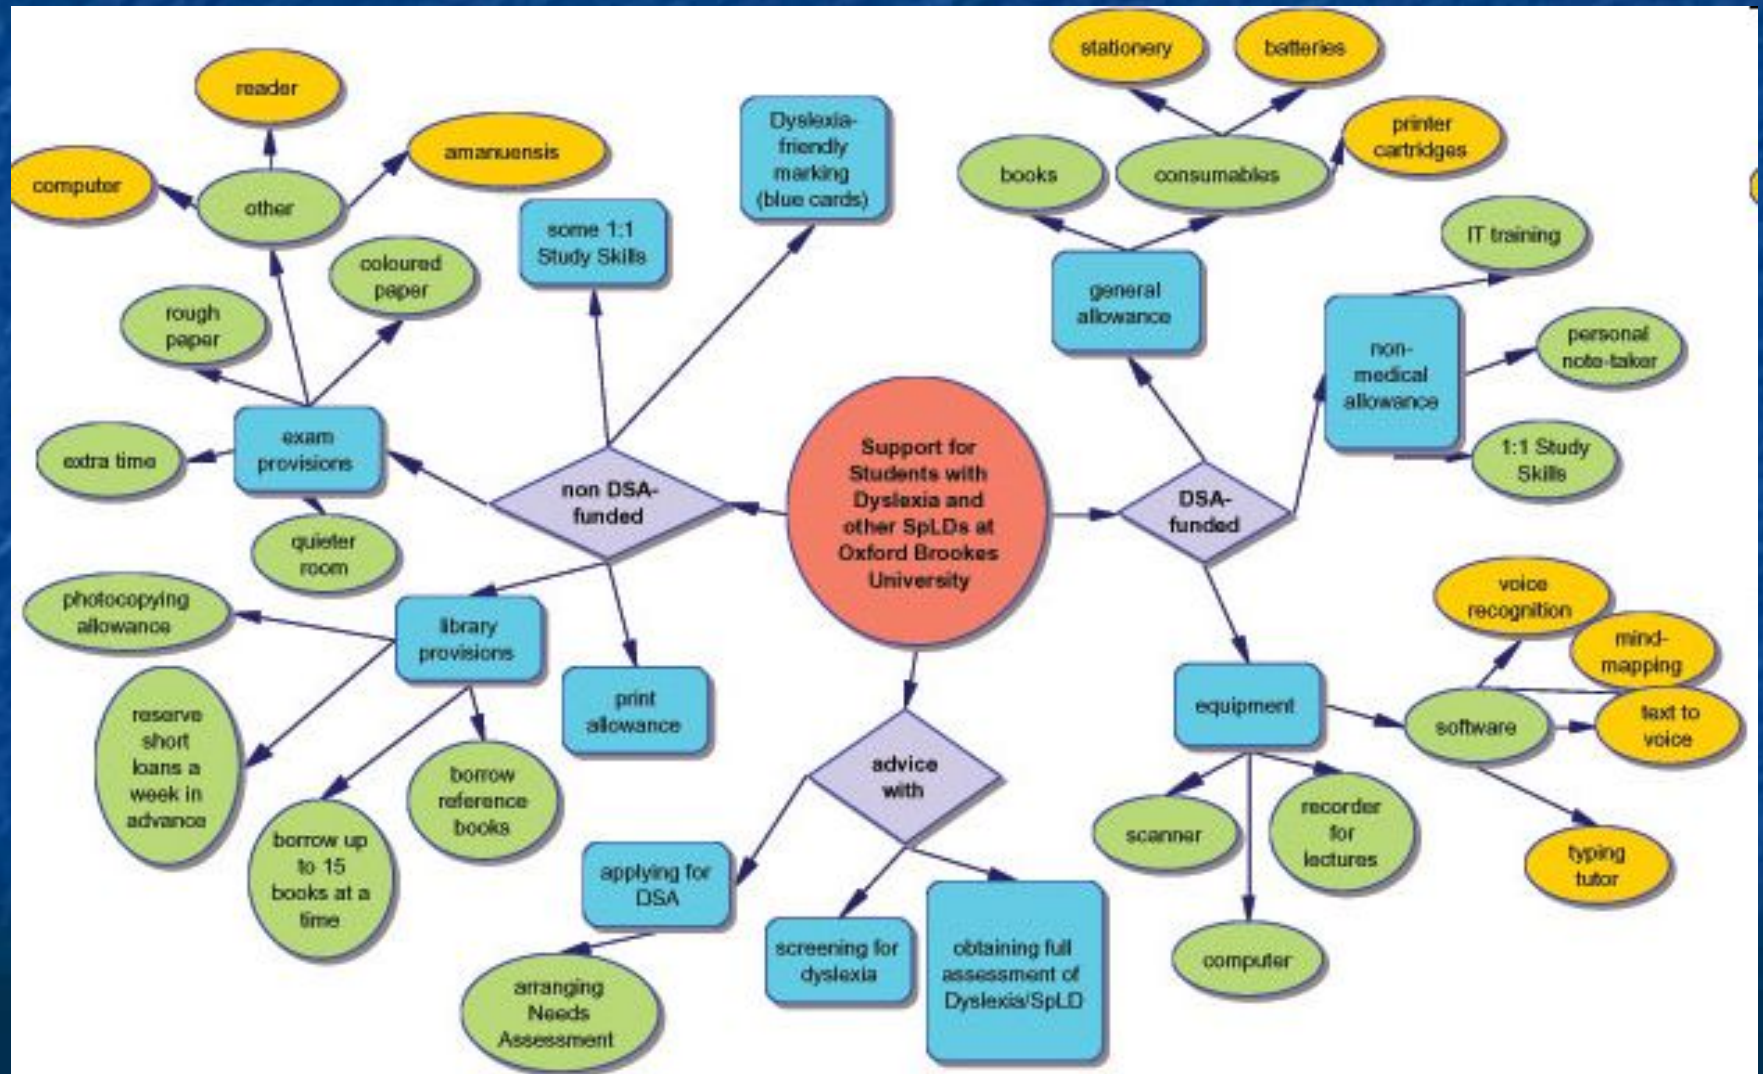 Support for
Students with
Dyslexia and
other SpLDs at
Oxford Brookes
University
non DSA-
funded
exam
provisions
other
computer
reader
amanuensis
coloured
paper
rough
paper
extra time
quieter
room
some 1:1
Study Skills
Dyslexia-
friendly
marking
(blue cards)
library
provisions
photocopying
allowance
reserve
short
loans a
week in
advance
borrow up
to 15
books at a
time
borrow
reference
books
print
allowance
advice
with
applying for
DSA
arranging
Needs
Assessment
screening for
dyslexia
obtaining full
assessment of
Dyslexia/SpLD
DSA-
funded
general
allowance
books
consumables
stationery
batteries
printer
cartridges
non-
medical
allowance
IT training
personal
note-taker
1:1 Study
Skills
equipment
software
voice
recognition
mind-
mapping
text to
voice
typing
tutor
scanner
recorder
for
lectures
computer